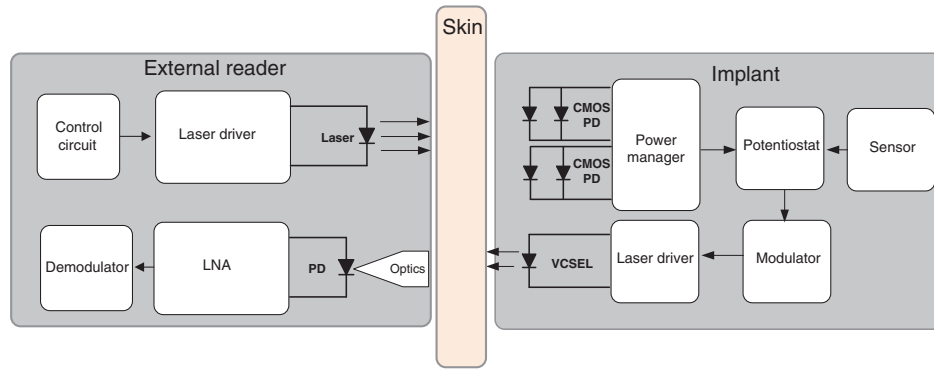 Skin
External reader
Control
circuit
Laser driver
Laser
Demodulator
LNA
PD
Optics
Implant
CMOS
PD
CMOS
PD
Power
manager
Potentiostat
Sensor
VCSEL
Laser driver
Modulator